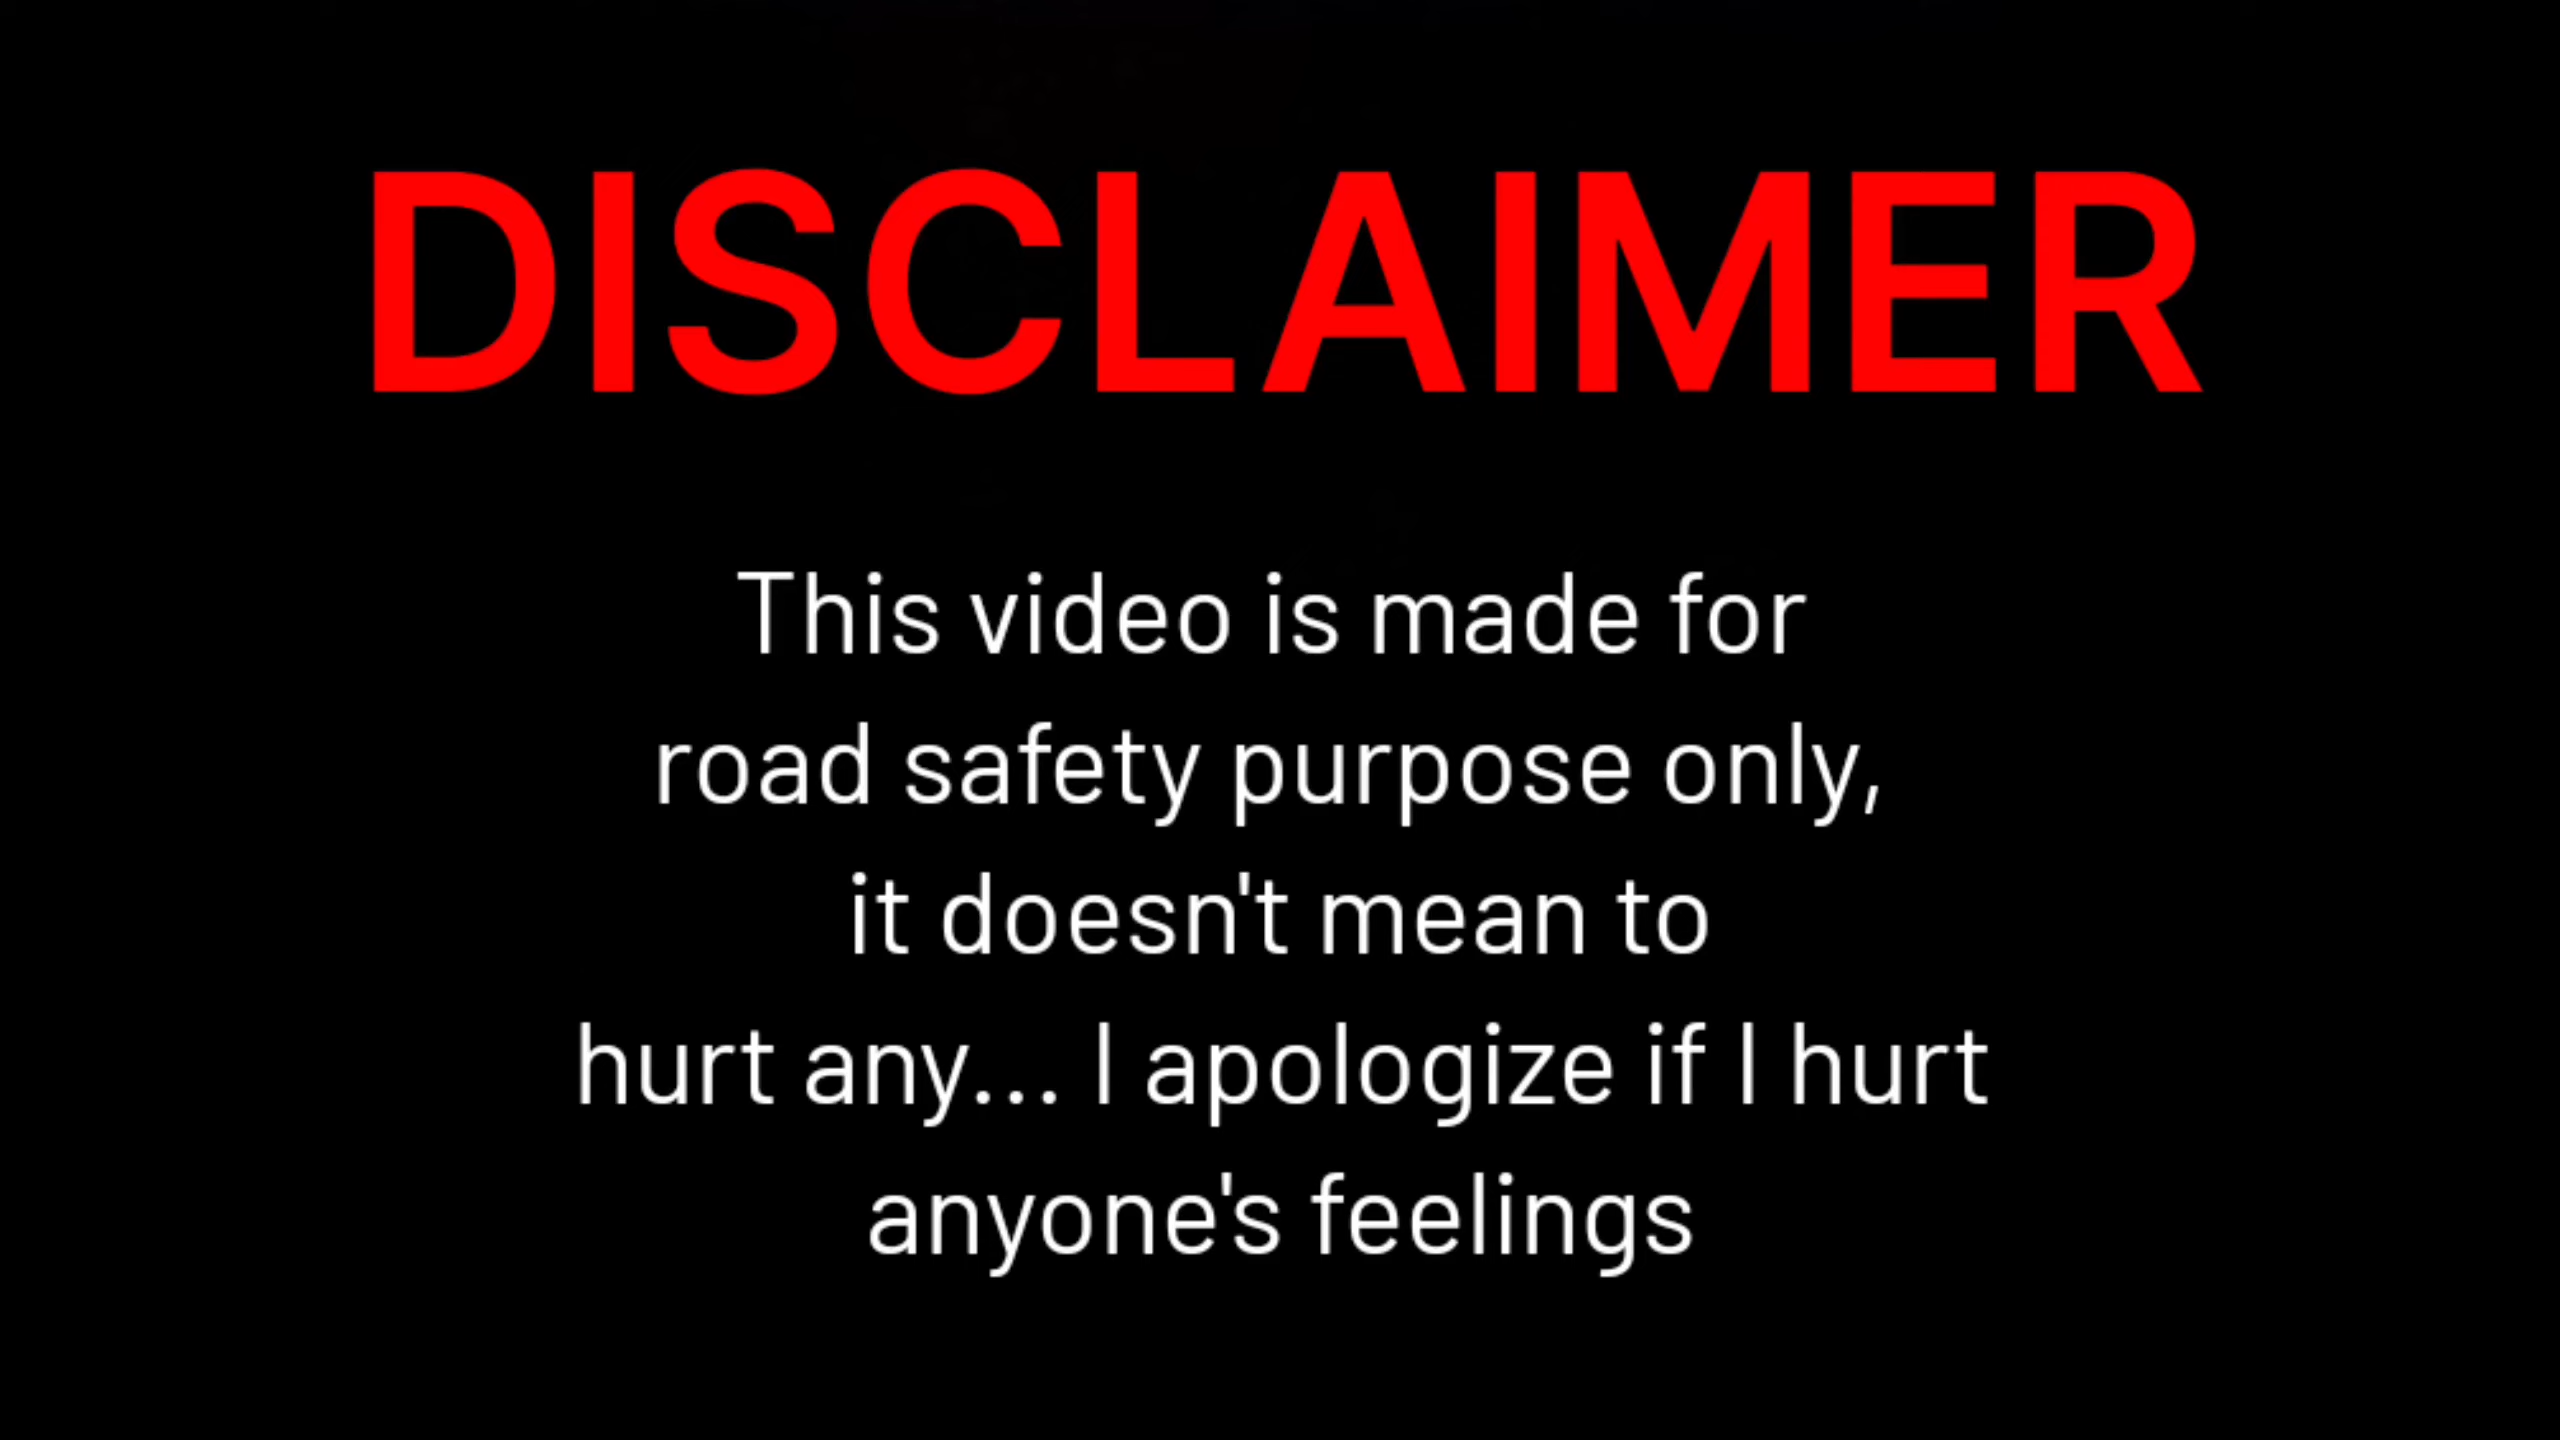 DISCLAIMER
This video is made for
road safety purpose only,
it doesn't mean to
hurt any... I apologize if I hurt
anyone's feelings